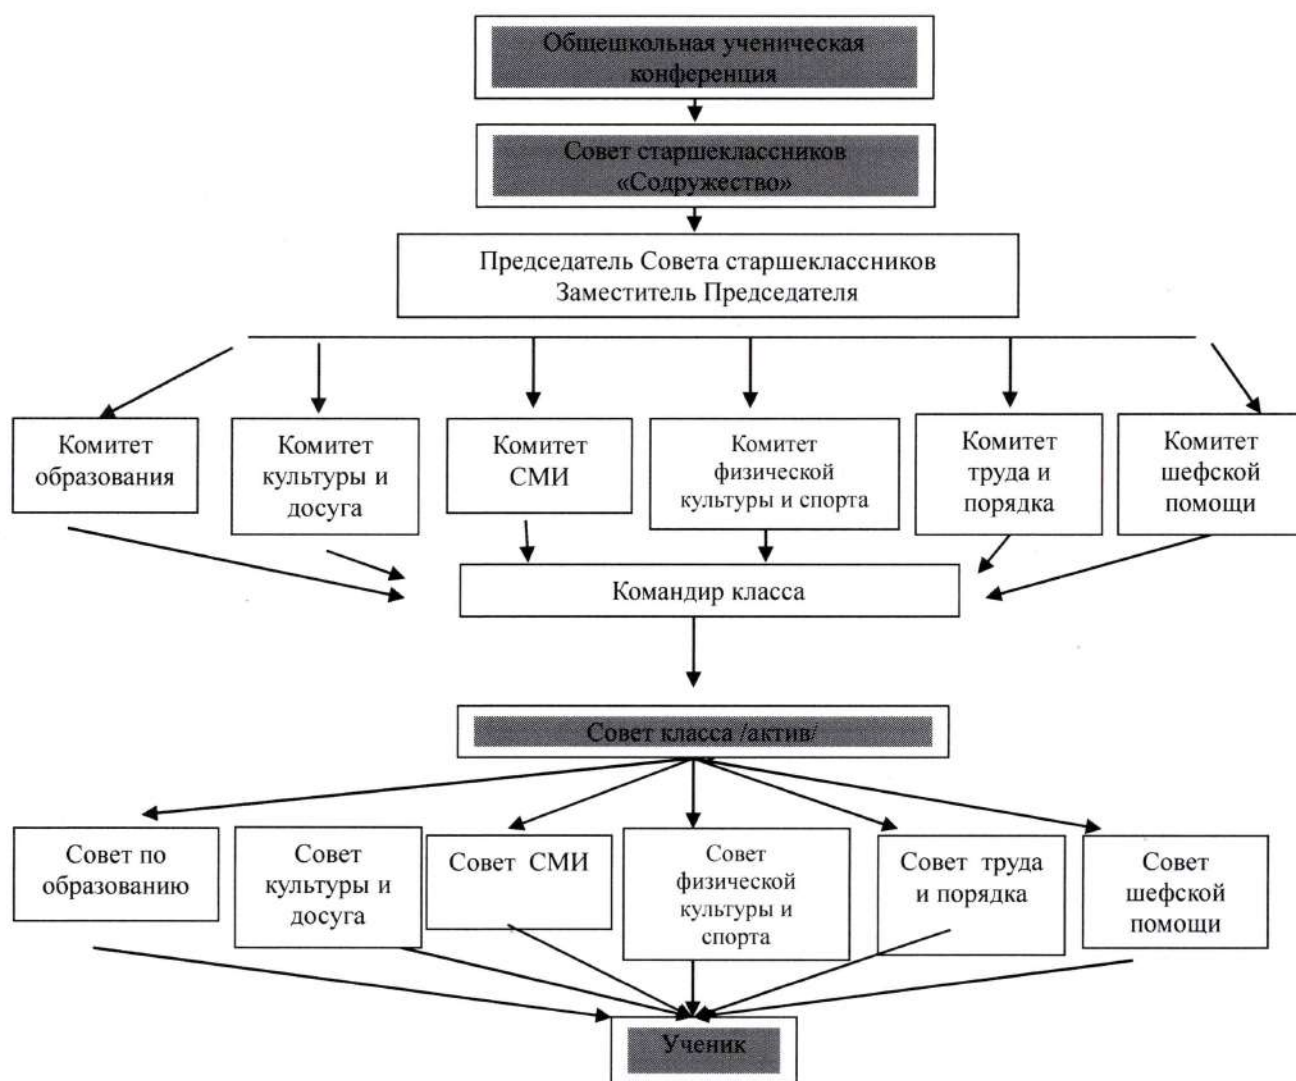 Общешкольная ученическая
конференция
Совет старшеклассников
«Содружество»
Председатель Совета старшеклассников
Заместитель Председателя
Комитет
образования
Комитет
культуры и
досуга
Комитет
СМИ
Комитет
физической
культуры и спорта
Комитет
труда и
порядка
Комитет
шефской
помощи
Командир класса
Совет класса /актив/
Совет по
образованию
Совет
культуры и
досуга
Совет СМИ
Совет
физической
культуры и
спорта
Совет труда
и порядка
Совет
шефской
помощи
Ученик